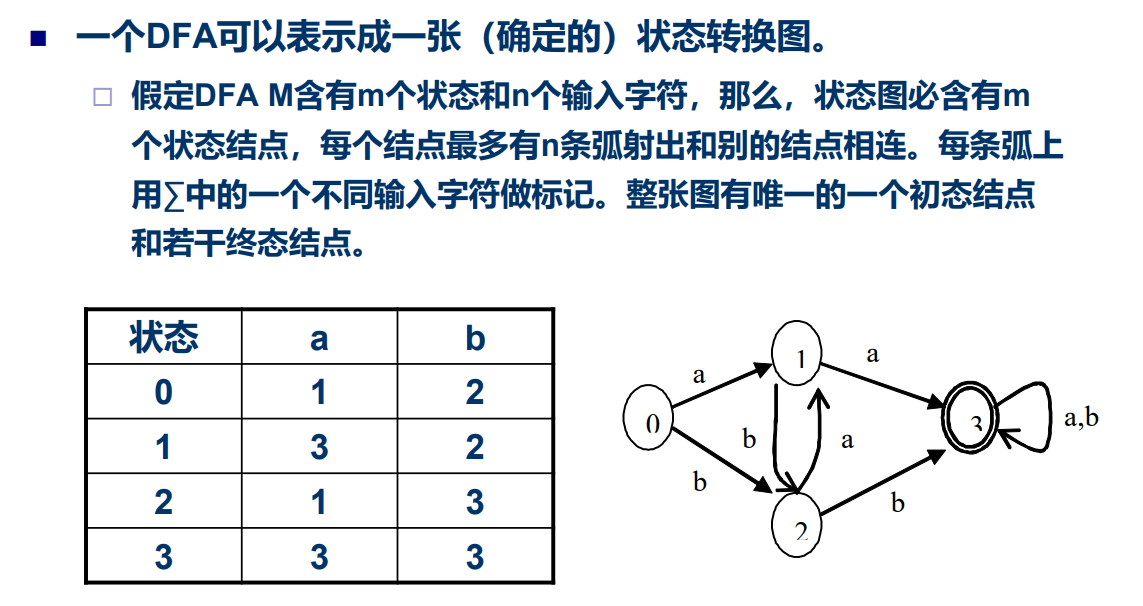 一个DFA可以表示成一张（确定的）状态转换图。
假定DFA M含有m个状态和n个输入字符，那么，状态图必含有m
个状态结点，每个结点最多有n条弧射出和别的结点相连。每条弧上
用∑中的一个不同输入字符做标记。整张图有唯一的一个初态结点
和若干终态结点。
状态 a b
0 1 2
1 3 2
2 1 3
3 3 3
1
a
a
0
3
a,b
b
a
b
b
2